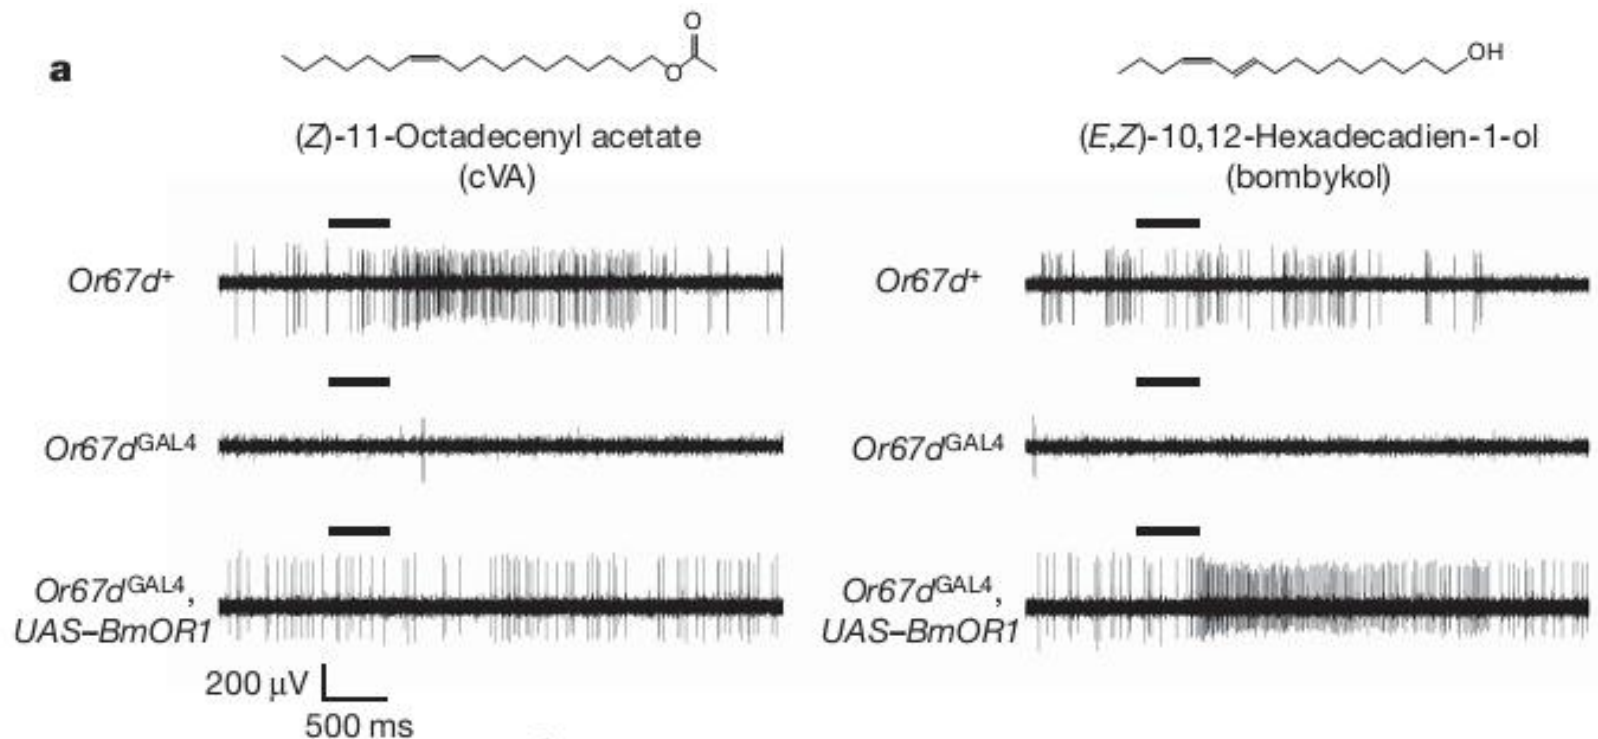 a
O
O
OH
(Z)-11-Octadecenyl acetate
(cVA)
(E,Z)-10,12-Hexadecadien-1-ol
(bombykol)
Or67d+
Or67d+
Or67dGAL4
Or67dGAL4
Or67dGAL4,
UAS–BmOR1
Or67dGAL4,
UAS–BmOR1
200 μV
500 ms